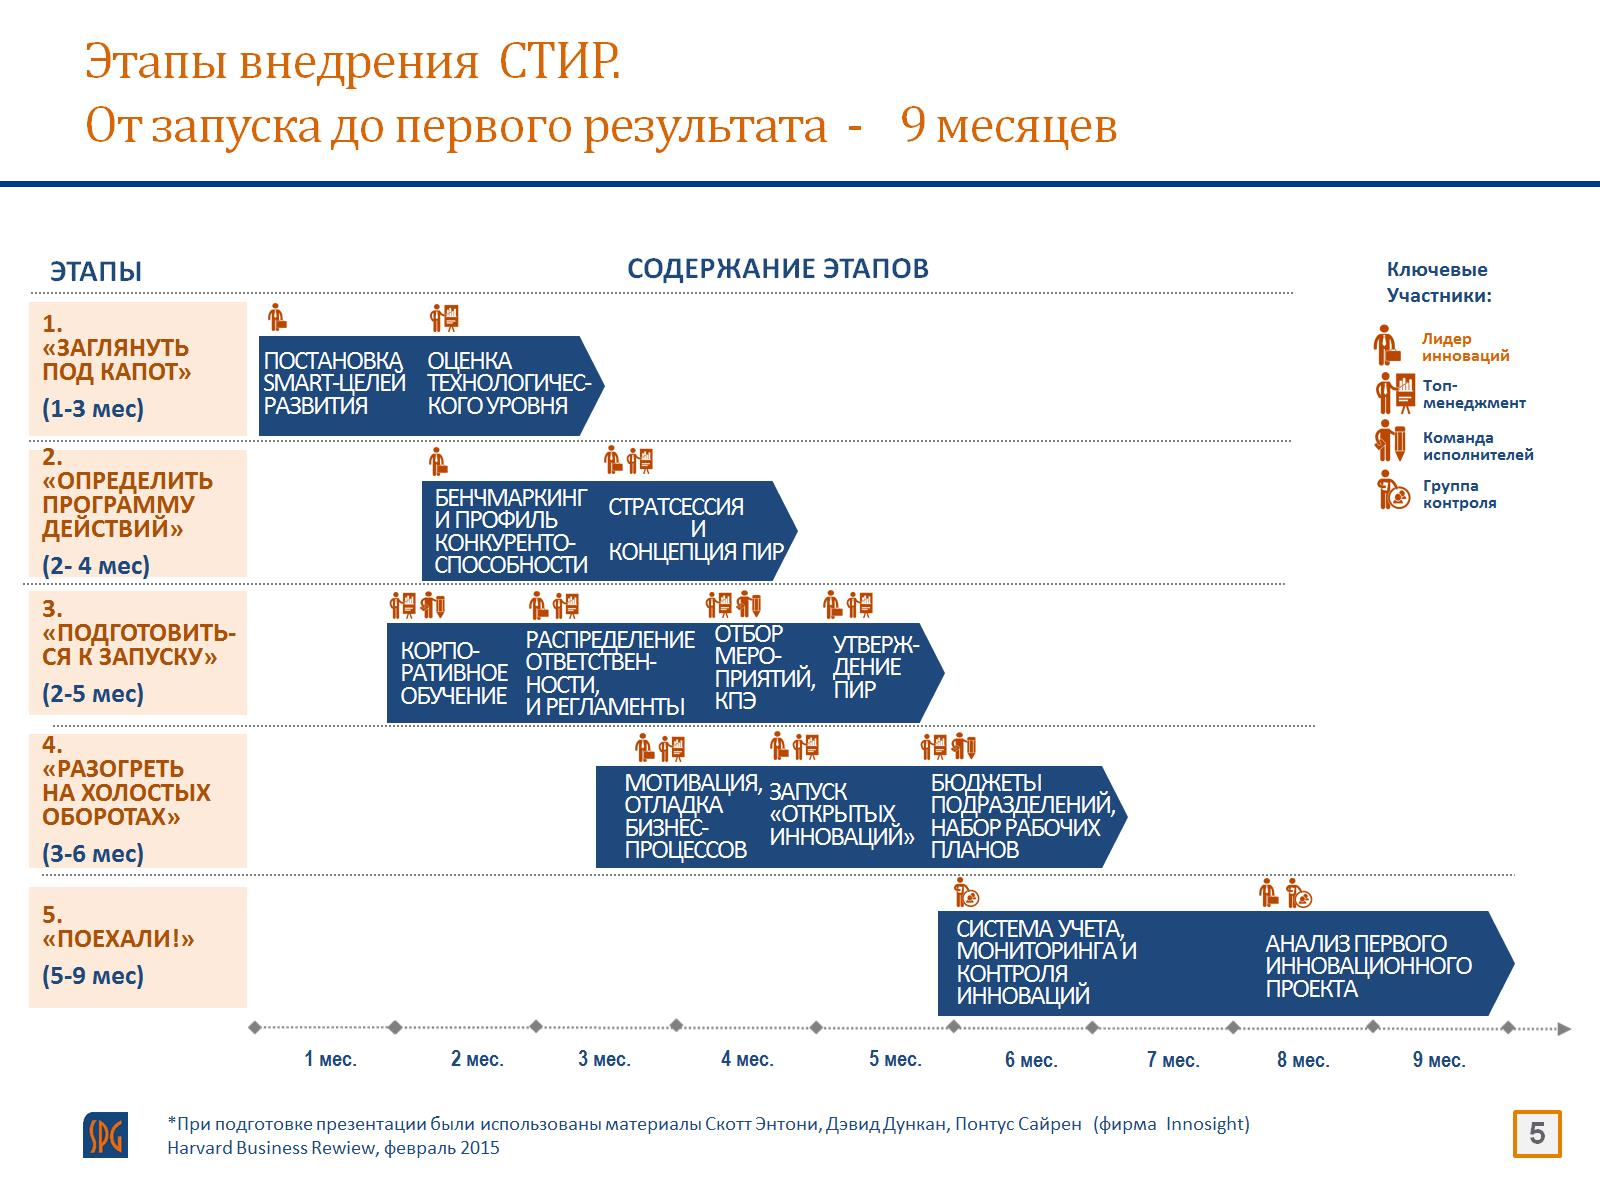 Этапы внедрения СТИР.
От запуска до первого результата - 9 месяцев
ЭТАПЫ
СОДЕРЖАНИЕ ЭТАПОВ
Ключевые
Участники:
Лидер
инноваций
Топ-
менеджмент
Команда
исполнителей
Группа
контроля
1.
«ЗАГЛЯНУТЬ
ПОД КАПОТ»
(1-3 мес)
ПОСТАНОВКА
SMART-ЦЕЛЕЙ
РАЗВИТИЯ
ОЦЕНКА
ТЕХНОЛОГИЧЕС-
КОГО УРОВНЯ
2.
«ОПРЕДЕЛИТЬ
ПРОГРАММУ
ДЕЙСТВИЙ»
(2- 4 мес)
БЕНЧМАРКИНГ
И ПРОФИЛЬ
КОНКУРЕНТО-
СПОСОБНОСТИ
СТРАТСЕССИЯ
И
КОНЦЕПЦИЯ ПИР
3.
«ПОДГОТОВИТЬ-
СЯ К ЗАПУСКУ»
(2-5 мес)
КОРПО-
РАТИВНОЕ
ОБУЧЕНИЕ
РАСПРЕДЕЛЕНИЕ
ОТВЕТСТВЕН-
НОСТИ,
И РЕГЛАМЕНТЫ
ОТБОР
МЕРО-
ПРИЯТИЙ,
КПЭ
УТВЕРЖ-
ДЕНИЕ
ПИР
4.
«РАЗОГРЕТЬ
НА ХОЛОСТЫХ
ОБОРОТАХ»
(3-6 мес)
МОТИВАЦИЯ,
ОТЛАДКА
БИЗНЕС-
ПРОЦЕССОВ
ЗАПУСК
«ОТКРЫТЫХ
ИННОВАЦИЙ»
БЮДЖЕТЫ
ПОДРАЗДЕЛЕНИЙ,
НАБОР РАБОЧИХ
ПЛАНОВ
5.
«ПОЕХАЛИ!»
(5-9 мес)
СИСТЕМА УЧЕТА,
МОНИТОРИНГА И
КОНТРОЛЯ
ИННОВАЦИЙ
АНАЛИЗ ПЕРВОГО
ИННОВАЦИОННОГО
ПРОЕКТА
1 мес. 2 мес. 3 мес. 4 мес. 5 мес. 6 мес. 7 мес. 8 мес. 9 мес.
SPG
*При подготовке презентации были использованы материалы Скотт Энтони, Дэвид Дункан, Понтус Сайрен (фирма Innosight)
Harvard Business Rewiew, февраль 2015
5